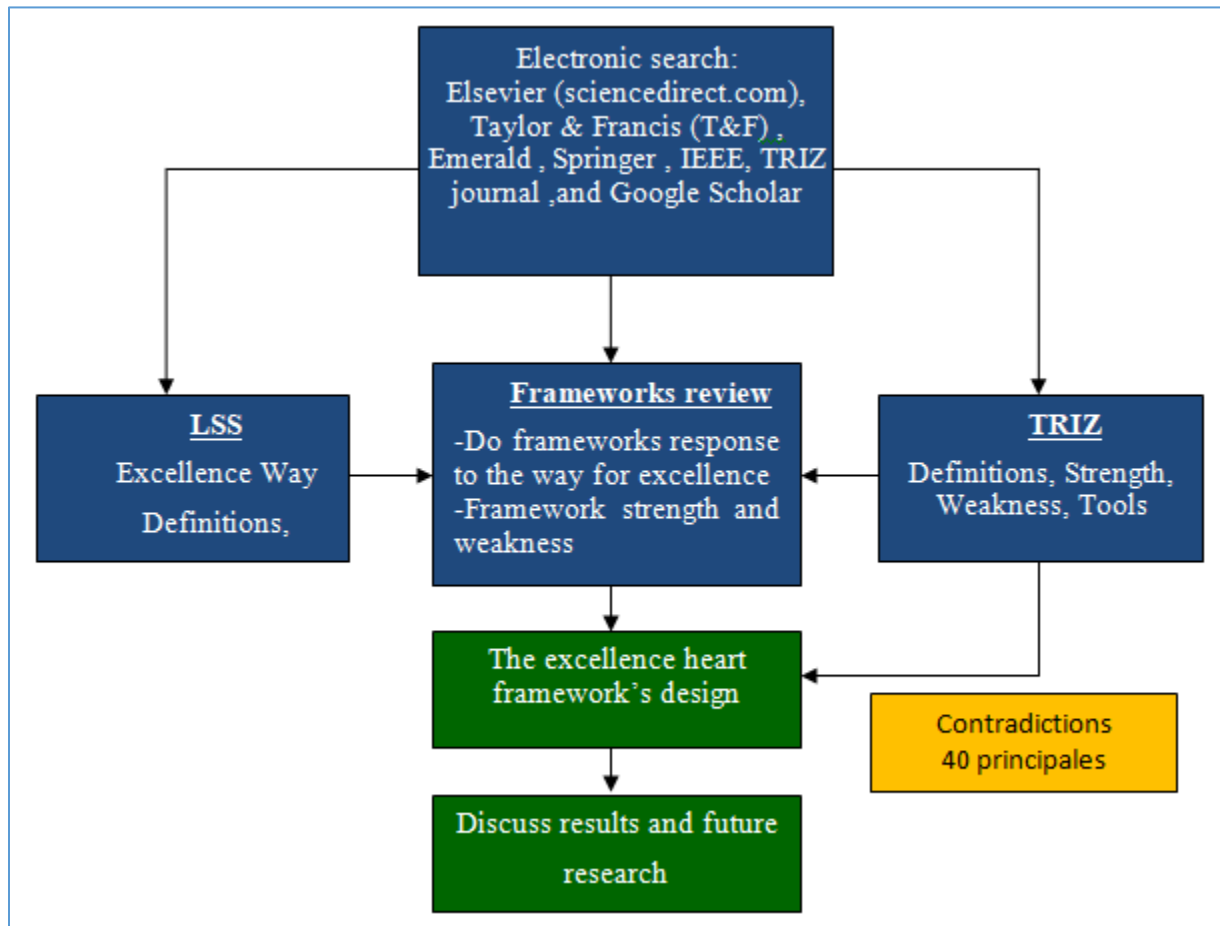 Electronic search:
Elsevier (sciencedirect.com),
Taylor & Francis (T&F) ,
Emerald , Springer , IEEE, TRIZ
journal ,and Google Scholar
LSS
Excellence Way
Definitions,
Frameworks review
-Do frameworks response
to the way for excellence
-Framework strength and
weakness
TRIZ
Definitions, Strength,
Weakness, Tools
The excellence heart
framework’s design
Contradictions
40 principales
Discuss results and future
research